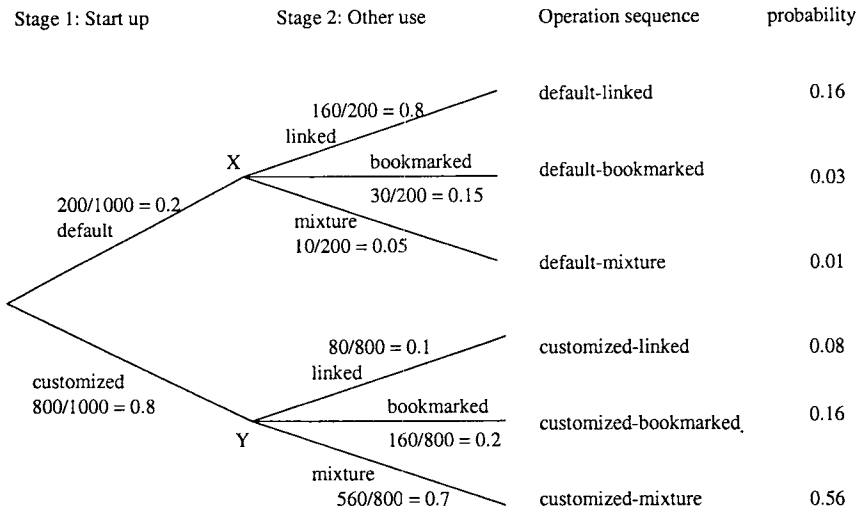 Stage 1: Start up Stage 2: Other use Operation sequence probability
160/200 = 0.8
linked
default-linked 0.16
X
bookmarked
30/200 = 0.15
default-bookmarked 0.03
200/1000 = 0.2
default
mixture
10/200 = 0.05
default-mixture 0.01
80/800 = 0.1
linked
customized-linked 0.08
customized
800/1000 = 0.8
bookmarked
160/800 = 0.2
customized-bookmarked. 0.16
Y
mixture
560/800 = 0.7
customized-mixture 0.56